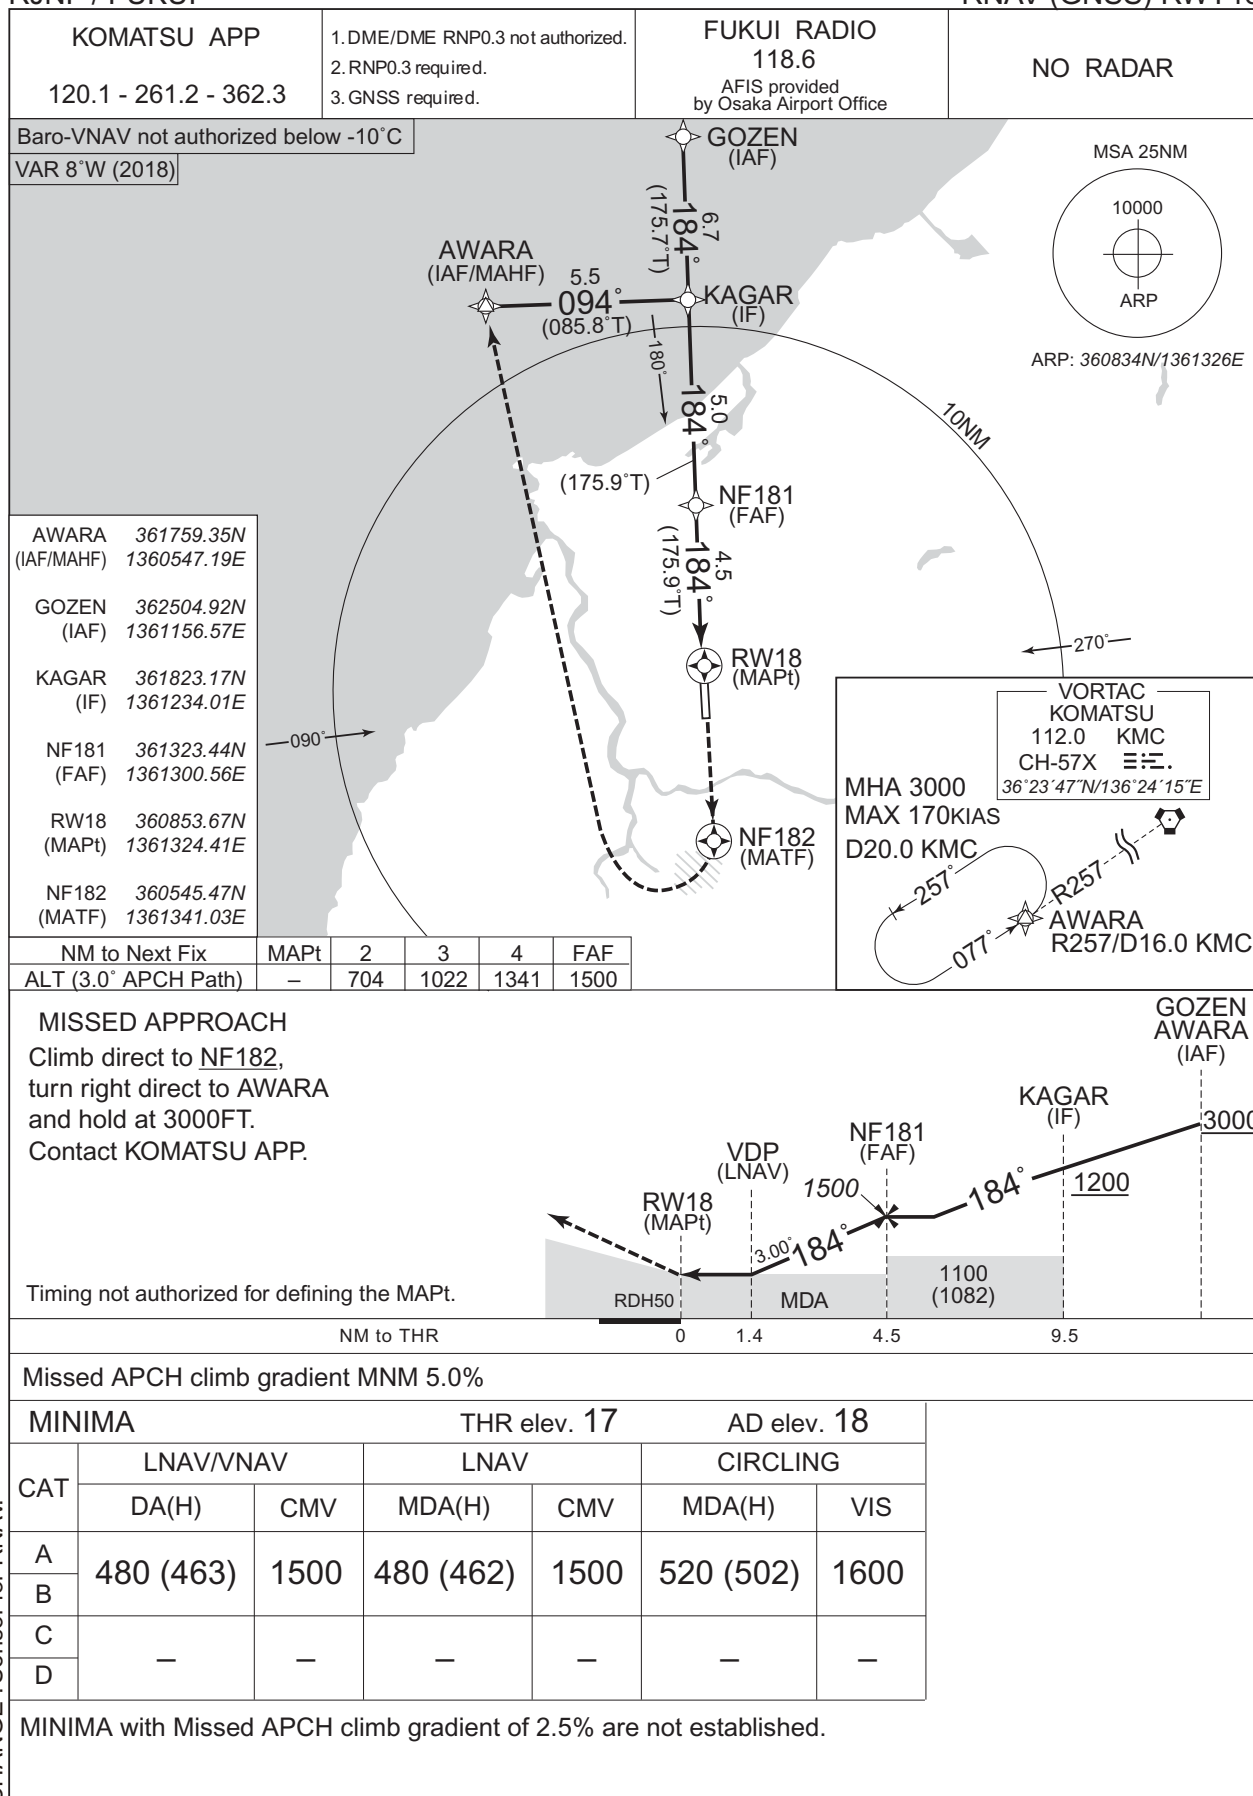 KOMATSU APP
120.1 - 261.2 - 362.3
1. DME/DME RNP0.3 not authorized.
2. RNP0.3 required.
3. GNSS required.
FUKUI RADIO
118.6
AFIS provided
by Osaka Airport Office
NO RADAR
Baro-VNAV not authorized below -10˚C
VAR 8˚W (2018)
GOZEN
(IAF)
6.7
184˚
(175.7˚T)
MSA 25NM
10000
ARP
ARP: 360834N/1361326E
AWARA
(IAF/MAHF)
5.5
094˚
(085.8˚T)
KAGAR
(IF)
180˚
5.0
184˚
(175.9˚T)
10NM
NF181
(FAF)
4.5
184˚
(175.9˚T)
RW18
(MAPt)
270˚
090˚
NF182
(MATF)
AWARA 361759.35N
(IAF/MAHF) 1360547.19E
GOZEN 362504.92N
(IAF) 1361156.57E
KAGAR 361823.17N
(IF) 1361234.01E
NF181 361323.44N
(FAF) 1361300.56E
RW18 360853.67N
(MAPt) 1361324.41E
NF182 360545.47N
(MATF) 1361341.03E
VORTAC
KOMATSU
112.0 KMC
CH-57X
36˚23´47˝N/136˚24´15˝E
MHA 3000
MAX 170KIAS
D20.0 KMC
257˚
R257
077˚
AWARA
R257/D16.0 KMC
NM to Next Fix MAPt 2 3 4 FAF
ALT (3.0˚ APCH Path) – 704 1022 1341 1500
MISSED APPROACH
Climb direct to NF182,
turn right direct to AWARA
and hold at 3000FT.
Contact KOMATSU APP.
Timing not authorized for defining the MAPt.
GOZEN
AWARA
(IAF)
3000
KAGAR
(IF)
1200
184˚
NF181
(FAF)
1500
VDP
(LNAV)
3.00˚
184˚
RW18
(MAPt)
RDH50
MDA
1100
(1082)
NM to THR 0 1.4 4.5 9.5
Missed APCH climb gradient MNM 5.0%
MINIMA THR elev. 17 AD elev. 18
CAT LNAV/VNAV LNAV CIRCLING
DA(H) CMV MDA(H) CMV MDA(H) VIS
A
B
480 (463) 1500 480 (462) 1500 520 (502) 1600
C
D
– – – – – –
MINIMA with Missed APCH climb gradient of 2.5% are not established.